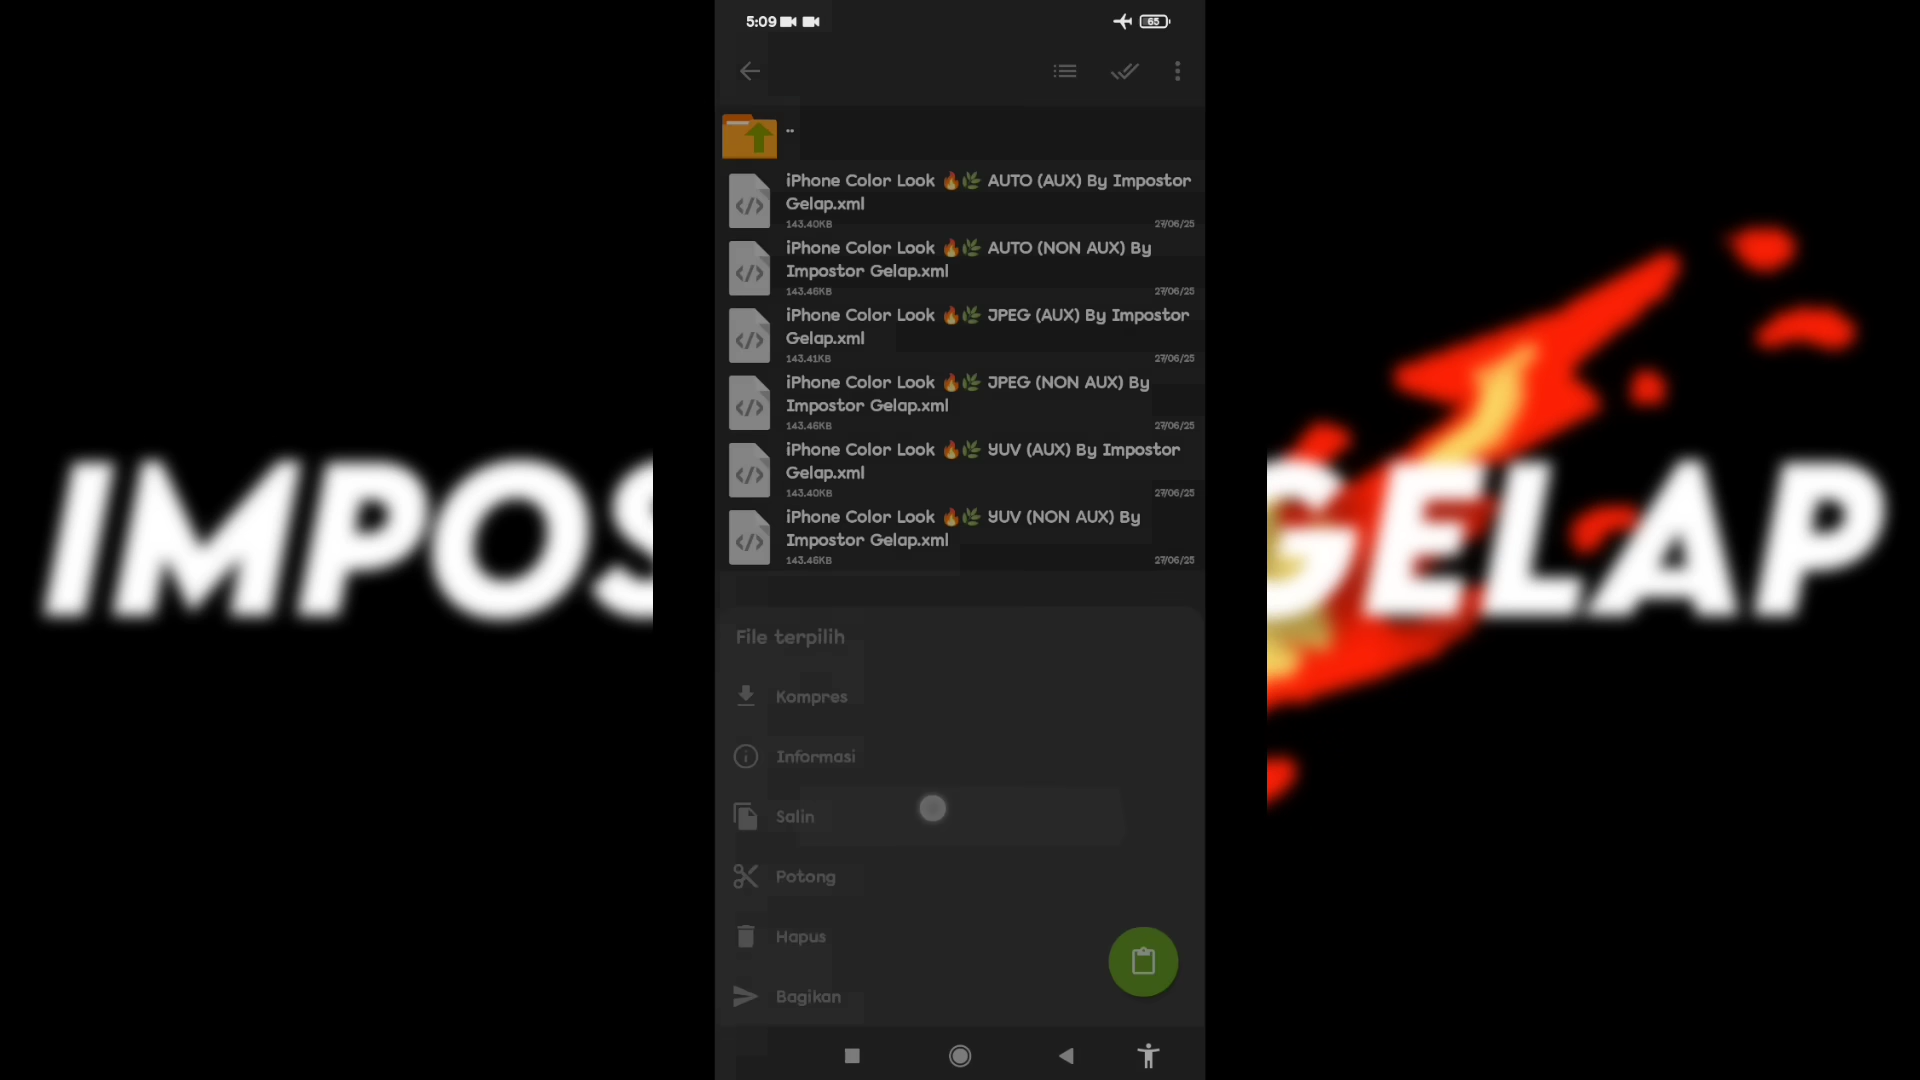 5:09
65
..
iPhone Color Look 🔥🌿 AUTO (AUX) By Impostor
Gelap.xml
143.40KB 27/06/25
iPhone Color Look 🔥🌿 AUTO (NON AUX) By
Impostor Gelap.xml
143.46KB 27/06/25
iPhone Color Look 🔥🌿 JPEG (AUX) By Impostor
Gelap.xml
143.41KB 27/06/25
iPhone Color Look 🔥🌿 JPEG (NON AUX) By
Impostor Gelap.xml
143.46KB 27/06/25
iPhone Color Look 🔥🌿 YUV (AUX) By Impostor
Gelap.xml
143.40KB 27/06/25
iPhone Color Look 🔥🌿 YUV (NON AUX) By
Impostor Gelap.xml
143.46KB 27/06/25
IMPOS GELAP
File terpilih
Kompres
Informasi
Salin
Potong
Hapus
Bagikan